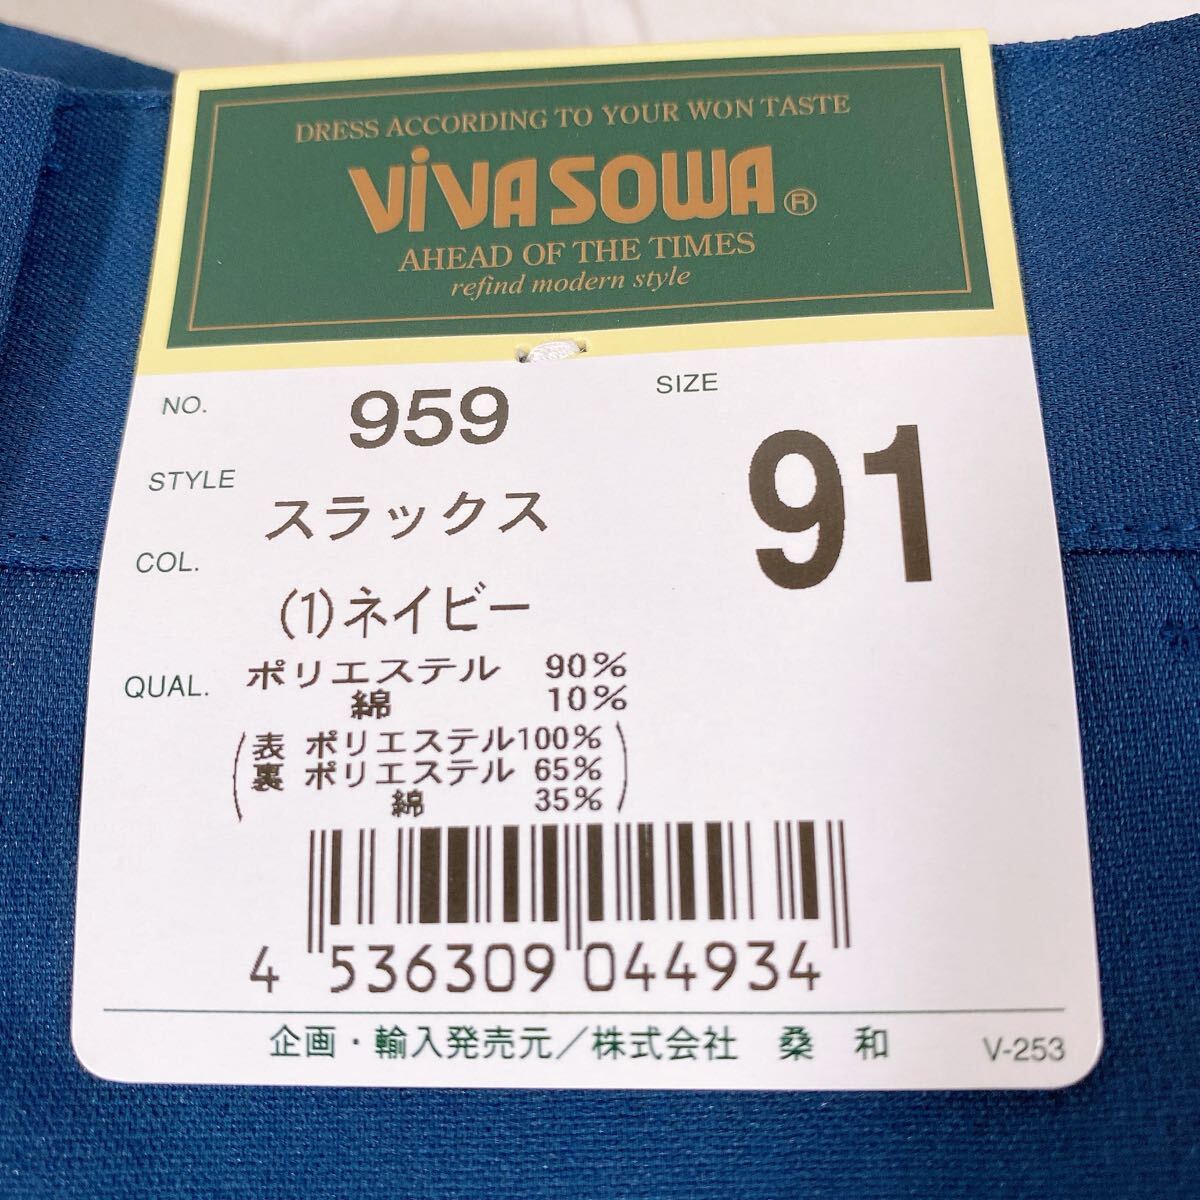 DRESS ACCORDING TO YOUR WON TASTE
ViVA SOWA®
AHEAD OF THE TIMES
refind modern style
NO. 959
SIZE 91
STYLE スラックス
COL. (1)ネイビー
QUAL. ポリエステル 90%
綿 10%
(表 ポリエステル100%
裏 ポリエステル 65%
綿 35%)
4 536309 044934
企画・輸入発売元/株式会社 桑 和 V-253